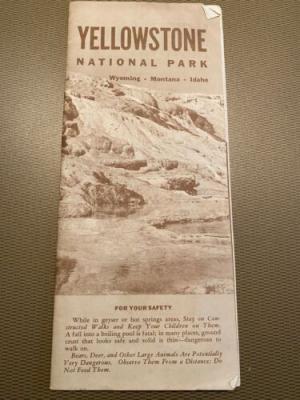 YELLOWSTONE
NATIONAL PARK
Wyoming • Montana • Idaho
FOR YOUR SAFETY
While in geyser or hot springs areas, Stay on Con-
structed Walks and Keep Your Children on Them.
A fall into a boiling pool is fatal; in many places, ground
crust that looks safe and solid is thin—dangerous to
walk on.
Bears, Deer, and Other Large Animals Are Potentially
Very Dangerous. Observe Them From a Distance; Do
Not Feed Them.